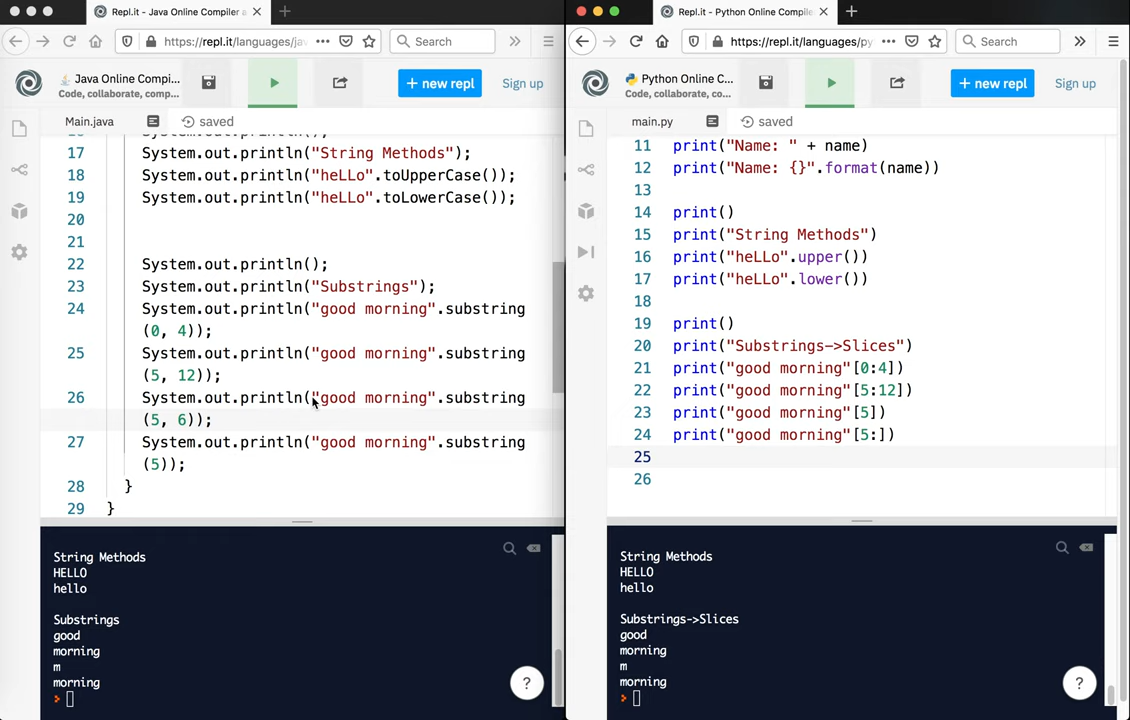 Repl.it - Java Online Compiler a
https://repl.it/languages/jav
Search
Java Online Compi...
Code, collaborate, comp...
+ new repl
Sign up
Main.java
saved
17 System.out.println("String Methods");
18 System.out.println("heLLo".toUpperCase());
19 System.out.println("heLLo".toLowerCase());
20
21
22 System.out.println();
23 System.out.println("Substrings");
24 System.out.println("good morning".substring
(0, 4));
25 System.out.println("good morning".substring
(5, 12));
26 System.out.println("good morning".substring
(5, 6));
27 System.out.println("good morning".substring
(5));
28 }
29 }
String Methods
HELLO
hello
Substrings
good
morning
m
morning
?
Repl.it - Python Online Compile
https://repl.it/languages/py
Search
Python Online C...
Code, collaborate, co...
+ new repl
Sign up
main.py
saved
11 print("Name: " + name)
12 print("Name: {}".format(name))
13
14 print()
15 print("String Methods")
16 print("heLLo".upper())
17 print("heLLo".lower())
18
19 print()
20 print("Substrings->Slices")
21 print("good morning"[0:4])
22 print("good morning"[5:12])
23 print("good morning"[5])
24 print("good morning"[5:])
25
26
String Methods
HELLO
hello
Substrings->Slices
good
morning
m
morning
?